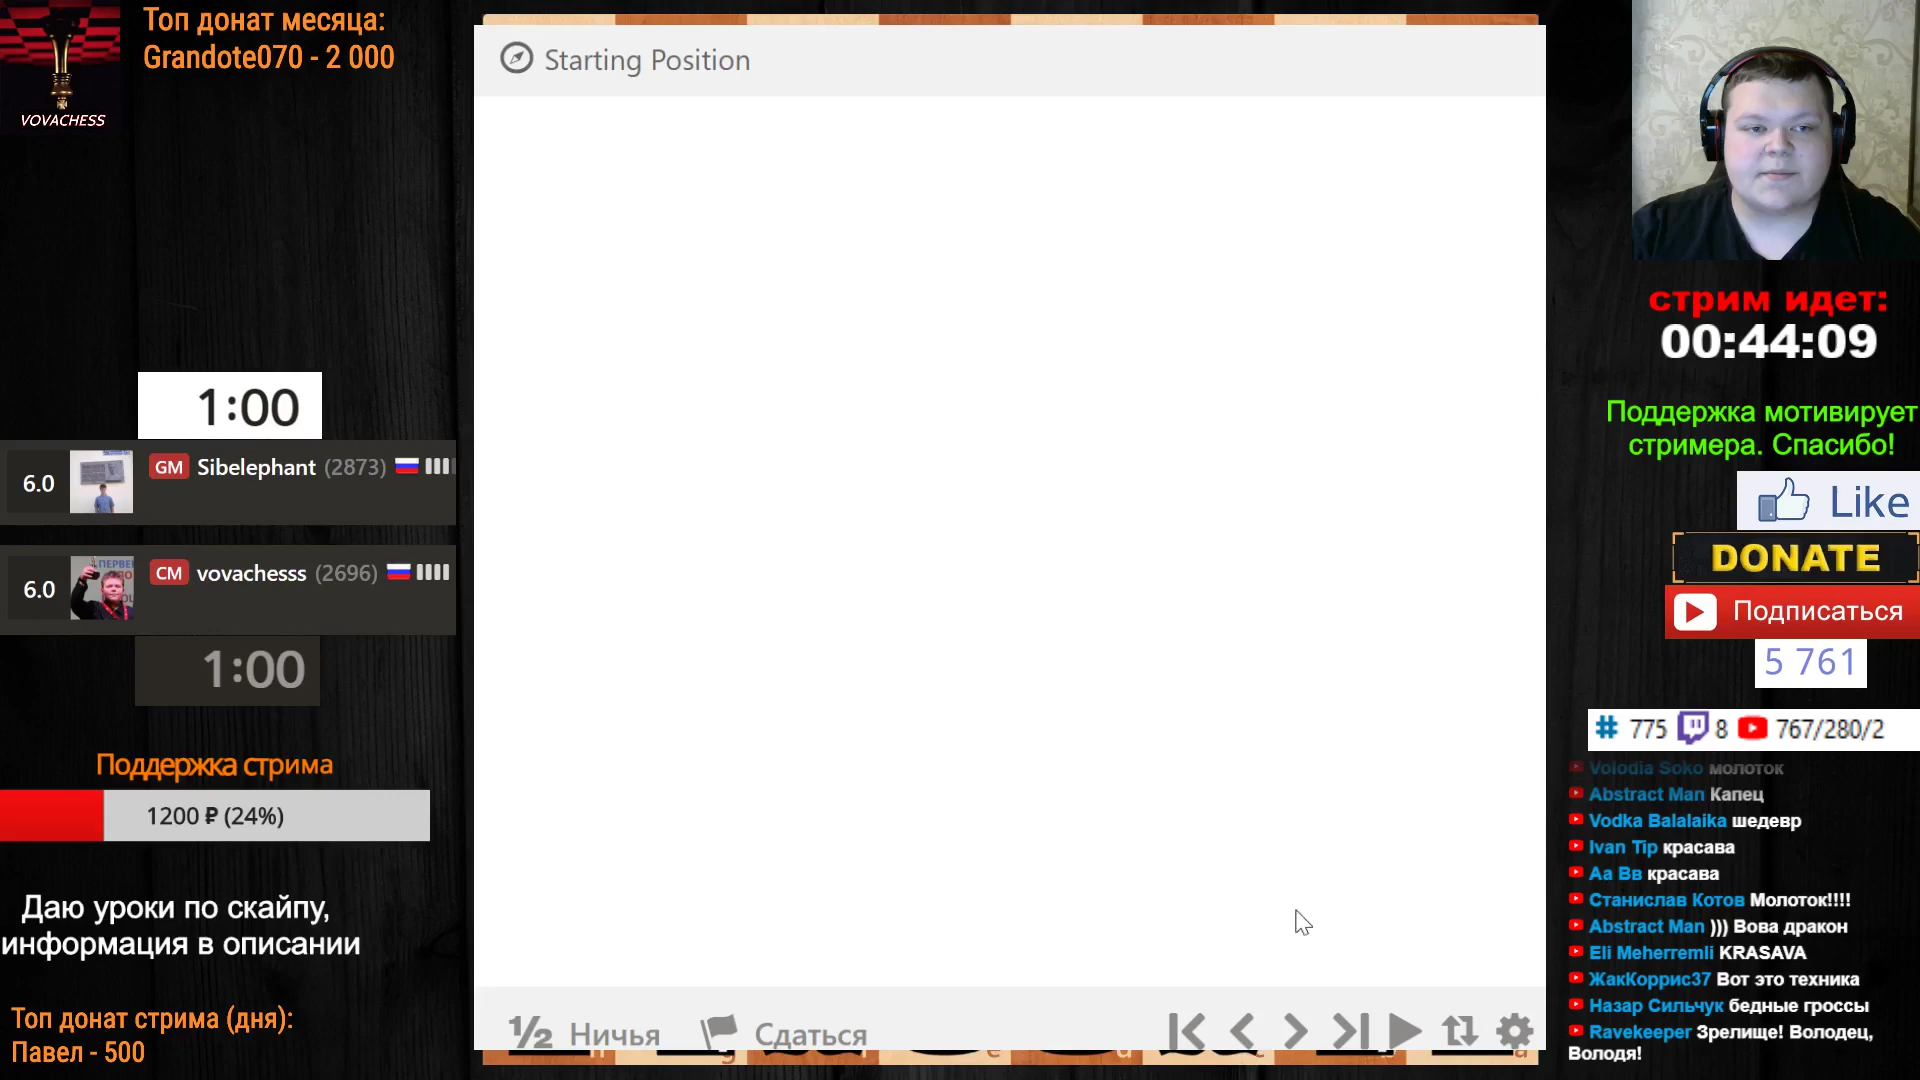 Топ донат месяца:
Grandote070 - 2 000
VOVACHESS
Starting Position
1:00
6.0
GM Sibelephant (2873)
6.0
CM vovachesss (2696)
1:00
Поддержка стрима
1200 ₽ (24%)
Даю уроки по скайпу,
информация в описании
Топ донат стрима (дня):
Павел - 500
½ Ничья
Сдаться
стрим идет:
00:44:09
Поддержка мотивирует
стримера. Спасибо!
Like
DONATE
Подписаться
5 761
# 775 8 767/280/2
Volodia Soko молоток
Abstract Man Капец
Vodka Balalaika шедевр
Ivan Tip красава
Aa Вв красава
Станислав Котов Молоток!!!!
Abstract Man ))) Вова дракон
Eli Meherremli KRASAVA
ЖакКоррис37 Вот это техника
Назар Сильчук бедные гроссы
Ravekeeper Зрелище! Володец,
Володя!